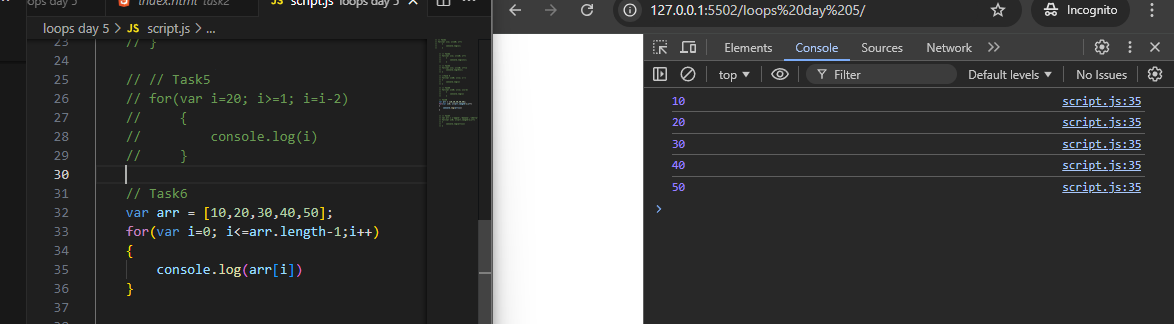 loops day 5
index.html task2
JS script.js loops day 5
loops day 5 > JS script.js > ...
23 // }
24
25 // // Task5
26 // for(var i=20; i>=1; i=i-2)
27 //     {
28 //         console.log(i)
29 //     }
30
31 // Task6
32 var arr = [10,20,30,40,50];
33 for(var i=0; i<=arr.length-1;i++)
34 {
35     console.log(arr[i])
36 }
37
127.0.0.1:5502/loops%20day%205/
Incognito
Elements Console Sources Network
top Filter Default levels No Issues
10 script.js:35
20 script.js:35
30 script.js:35
40 script.js:35
50 script.js:35
>